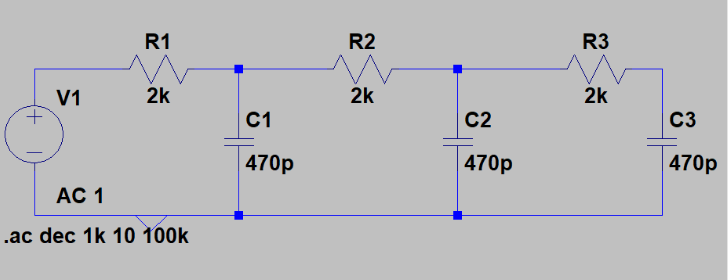 R1
R2
R3
V1
2k
2k
2k
C1
C2
C3
470p
470p
470p
AC 1
.ac dec 1k 10 100k